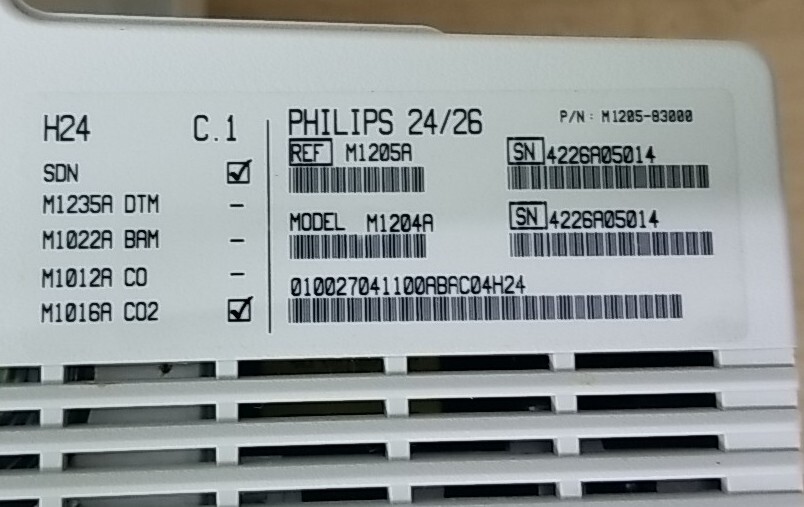 H24 C.1
SDN ☑
M1235A DTM –
M1022A BAM –
M1012A CO –
M1016A CO2 ☑
PHILIPS 24/26 P/N: M1205-83000
REF M1205A SN 4226A05014
MODEL M1204A SN 4226A05014
010027041100ABAC04H24